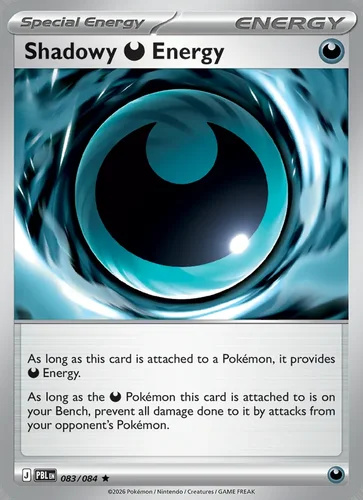 Special Energy ENERGY
Shadowy Energy
As long as this card is attached to a Pokémon, it provides
Energy.
As long as the Pokémon this card is attached to is on
your Bench, prevent all damage done to it by attacks from
your opponent's Pokémon.
J PBL EN 083/084 ★
©2026 Pokémon / Nintendo / Creatures / GAME FREAK